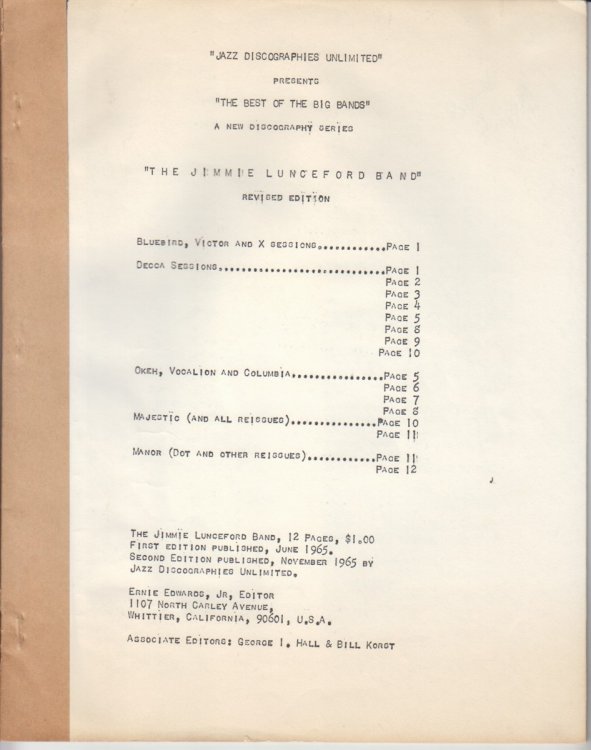 "JAZZ DISCOGRAPHIES UNLIMITED"
PRESENTS
"THE BEST OF THE BIG BANDS"
A NEW DISCOGRAPHY SERIES
"THE JIMMIE LUNCEFORD BAND"
REVISED EDITION
BLUEBIRD, VICTOR AND X SESSIONS............PAGE 1
DECCA SESSIONS.............................PAGE 1
PAGE 2
PAGE 3
PAGE 4
PAGE 5
PAGE 8
PAGE 9
PAGE 10
OKEH, VOCALION AND COLUMBIA................PAGE 5
PAGE 6
PAGE 7
PAGE 8
MAJESTIC (AND ALL REISSUES)...............PAGE 10
PAGE 11
MANOR (DOT AND OTHER REISSUES)............PAGE 11
PAGE 12
THE JIMMIE LUNCEFORD BAND, 12 PAGES, $1.00
FIRST EDITION PUBLISHED, JUNE 1965.
SECOND EDITION PUBLISHED, NOVEMBER 1965 BY
JAZZ DISCOGRAPHIES UNLIMITED.
ERNIE EDWARDS, JR, EDITOR
1107 NORTH CARLEY AVENUE,
WHITTIER, CALIFORNIA, 90601, U.S.A.
ASSOCIATE EDITORS: GEORGE I. HALL & BILL KORST